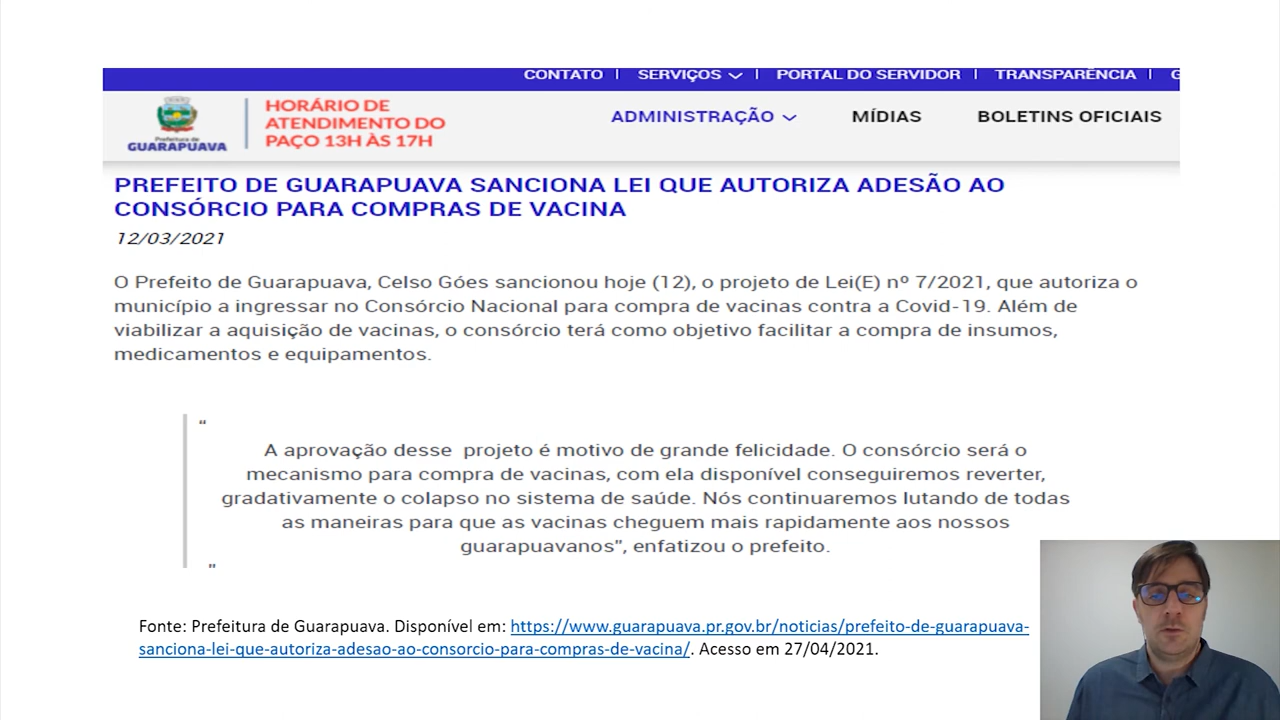 CONTATO | SERVIÇOS | PORTAL DO SERVIDOR | TRANSPARÊNCIA |
Prefeitura de
GUARAPUAVA
HORÁRIO DE
ATENDIMENTO DO
PAÇO 13H ÀS 17H
ADMINISTRAÇÃO MÍDIAS BOLETINS OFICIAIS
PREFEITO DE GUARAPUAVA SANCIONA LEI QUE AUTORIZA ADESÃO AO
CONSÓRCIO PARA COMPRAS DE VACINA
12/03/2021
O Prefeito de Guarapuava, Celso Góes sancionou hoje (12), o projeto de Lei(E) nº 7/2021, que autoriza o
município a ingressar no Consórcio Nacional para compra de vacinas contra a Covid-19. Além de
viabilizar a aquisição de vacinas, o consórcio terá como objetivo facilitar a compra de insumos,
medicamentos e equipamentos.
“
A aprovação desse projeto é motivo de grande felicidade. O consórcio será o
mecanismo para compra de vacinas, com ela disponível conseguiremos reverter,
gradativamente o colapso no sistema de saúde. Nós continuaremos lutando de todas
as maneiras para que as vacinas cheguem mais rapidamente aos nossos
guarapuavanos", enfatizou o prefeito.
”
Fonte: Prefeitura de Guarapuava. Disponível em: https://www.guarapuava.pr.gov.br/noticias/prefeito-de-guarapuava-
sanciona-lei-que-autoriza-adesao-ao-consorcio-para-compras-de-vacina/. Acesso em 27/04/2021.